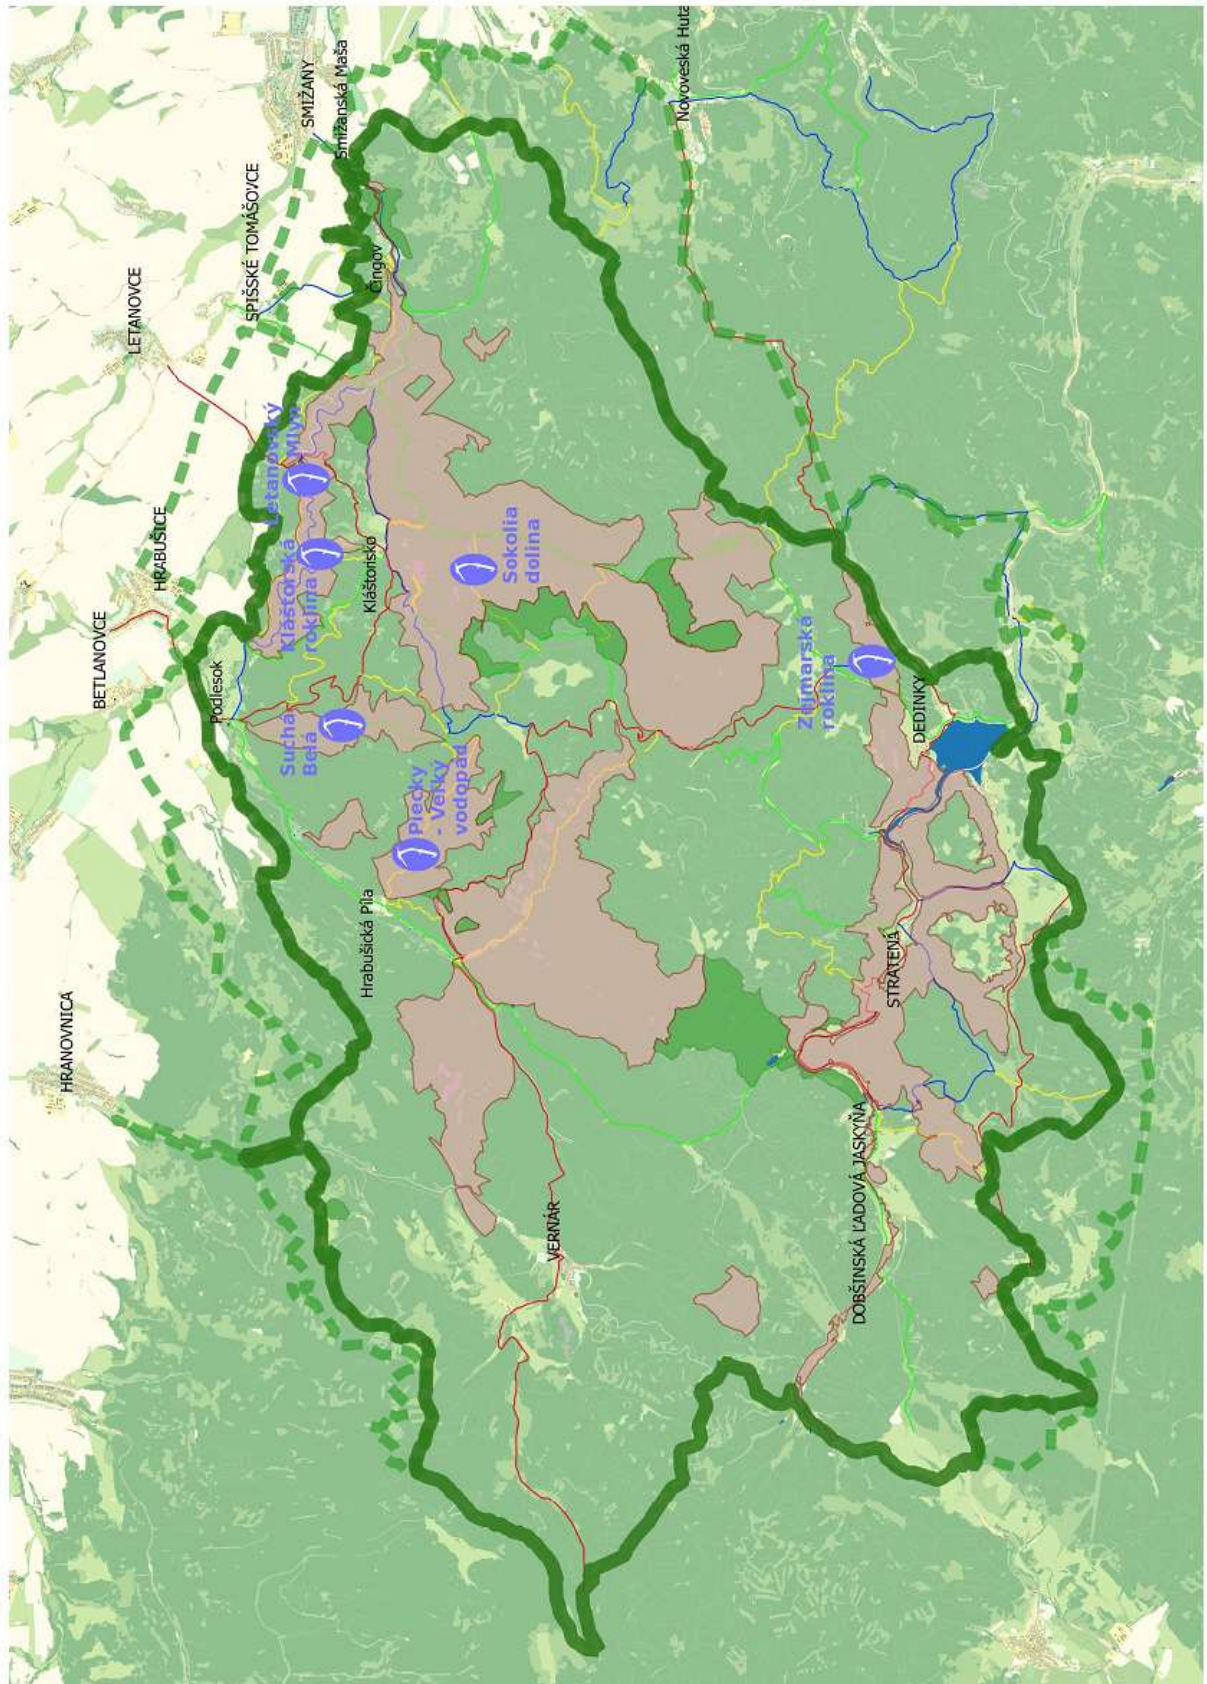 HRANOVNICA
BETLANOVCE
HRABUŠICE
LETANOVCE
SPIŠSKÉ TOMÁŠOVCE
SMIŽANY
Smižanská Maša
Podlesok
Čingov
Letanovský
Mlyn
Kláštorská
roklina
Kláštorisko
Suchá
Belá
Piecky
- Veľký
vodopád
Hrabušická Píla
Sokolia
dolina
VERNÁR
Novoveská Huta
Zejmarská
roklina
DEDINKY
STRATENÁ
DOBŠINSKÁ ĽADOVÁ JASKYŇA